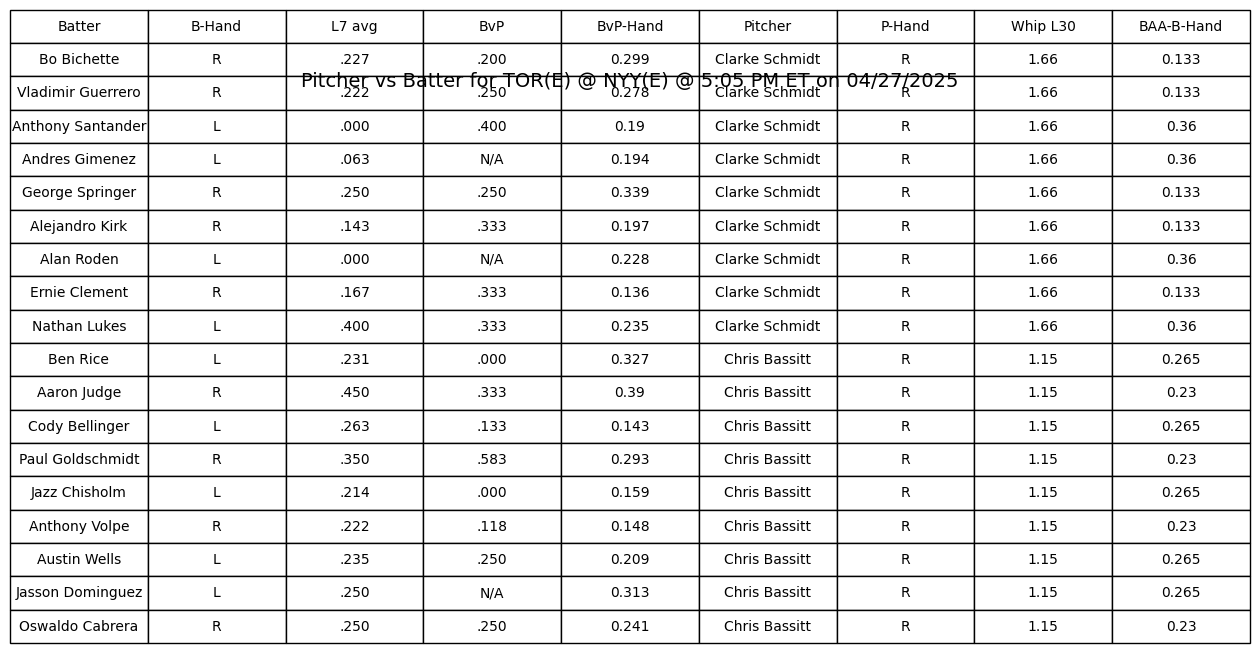 Batter B-Hand L7 avg BvP BvP-Hand Pitcher P-Hand Whip L30 BAA-B-Hand
Bo Bichette R .227 .200 0.299 Clarke Schmidt R 1.66 0.133
Pitcher vs Batter for TOR(E) @ NYY(E) @ 5:05 PM ET on 04/27/2025
Vladimir Guerrero R .222 .250 0.278 Clarke Schmidt R 1.66 0.133
Anthony Santander L .000 .400 0.19 Clarke Schmidt R 1.66 0.36
Andres Gimenez L .063 N/A 0.194 Clarke Schmidt R 1.66 0.36
George Springer R .250 .250 0.339 Clarke Schmidt R 1.66 0.133
Alejandro Kirk R .143 .333 0.197 Clarke Schmidt R 1.66 0.133
Alan Roden L .000 N/A 0.228 Clarke Schmidt R 1.66 0.36
Ernie Clement R .167 .333 0.136 Clarke Schmidt R 1.66 0.133
Nathan Lukes L .400 .333 0.235 Clarke Schmidt R 1.66 0.36
Ben Rice L .231 .000 0.327 Chris Bassitt R 1.15 0.265
Aaron Judge R .450 .333 0.39 Chris Bassitt R 1.15 0.23
Cody Bellinger L .263 .133 0.143 Chris Bassitt R 1.15 0.265
Paul Goldschmidt R .350 .583 0.293 Chris Bassitt R 1.15 0.23
Jazz Chisholm L .214 .000 0.159 Chris Bassitt R 1.15 0.265
Anthony Volpe R .222 .118 0.148 Chris Bassitt R 1.15 0.23
Austin Wells L .235 .250 0.209 Chris Bassitt R 1.15 0.265
Jasson Dominguez L .250 N/A 0.313 Chris Bassitt R 1.15 0.265
Oswaldo Cabrera R .250 .250 0.241 Chris Bassitt R 1.15 0.23